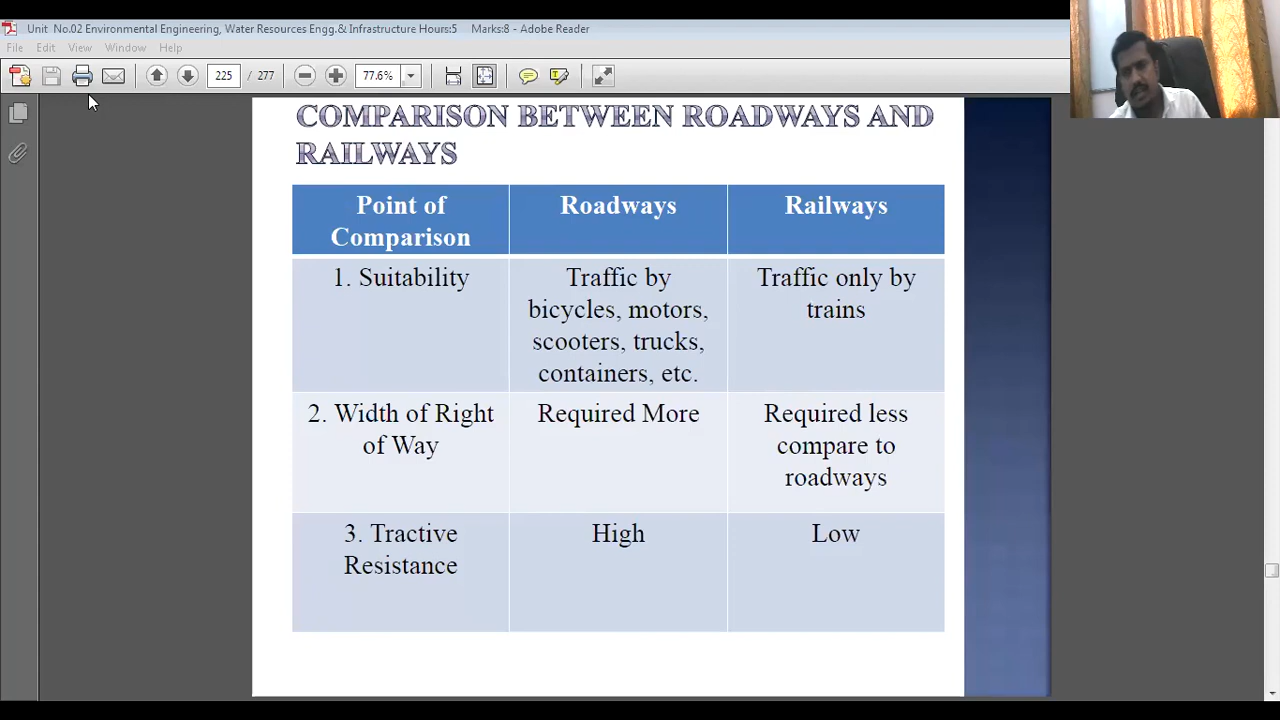 Unit No.02 Environmental Engineering, Water Resources Engg.& Infrastructure Hours:5 Marks:8 - Adobe Reader
File Edit View Window Help
225 / 277 77.6%
COMPARISON BETWEEN ROADWAYS AND
RAILWAYS
Point of
Comparison
Roadways
Railways
1. Suitability
Traffic by
bicycles, motors,
scooters, trucks,
containers, etc.
Traffic only by
trains
2. Width of Right
of Way
Required More
Required less
compare to
roadways
3. Tractive
Resistance
High
Low